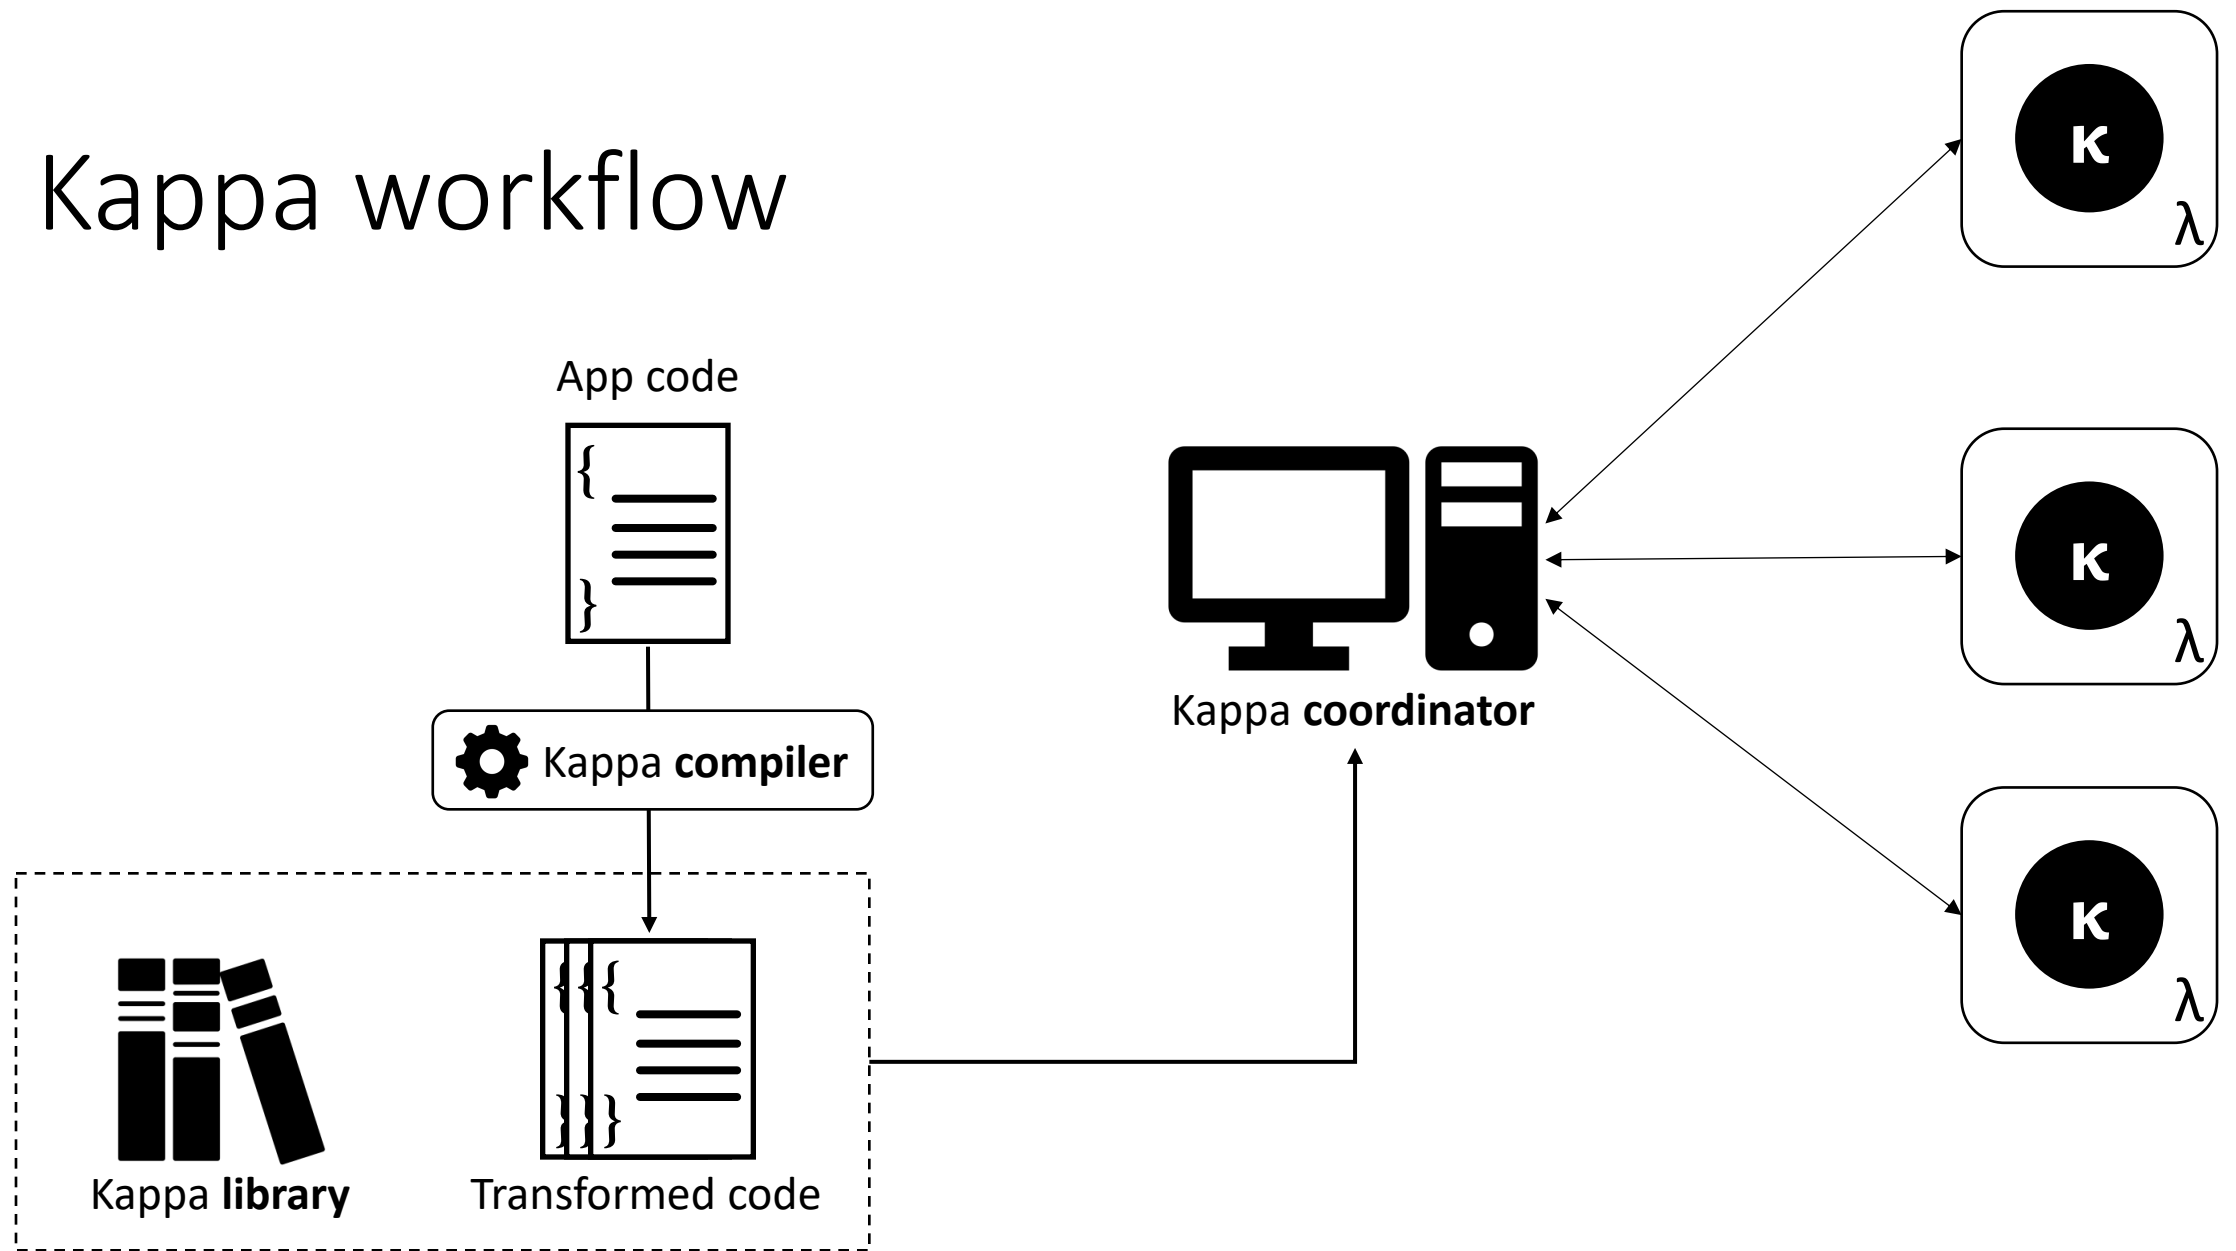 Kappa workflow
App code
{
}
Kappa compiler
{ { {
} } }
Kappa library
Transformed code
Kappa coordinator
κ
λ
κ
λ
κ
λ